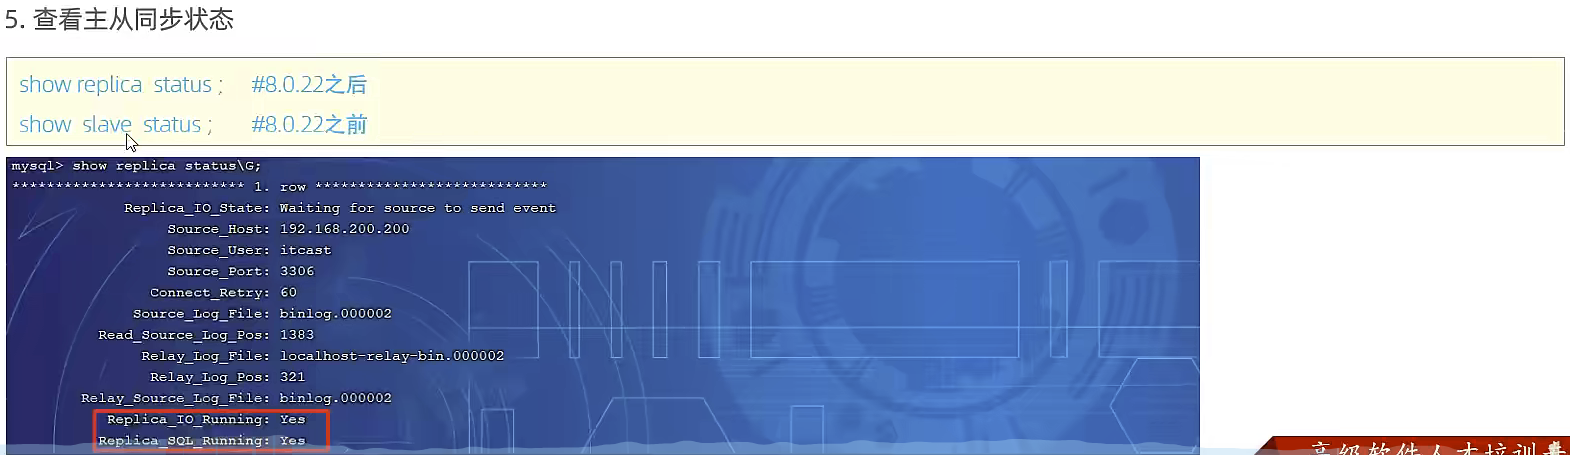 5. 查看主从同步状态
show replica status ; #8.0.22之后
show slave status ; #8.0.22之前
mysql> show replica status\G;
*************************** 1. row ***************************
Replica_IO_State: Waiting for source to send event
Source_Host: 192.168.200.200
Source_User: itcast
Source_Port: 3306
Connect_Retry: 60
Source_Log_File: binlog.000002
Read_Source_Log_Pos: 1383
Relay_Log_File: localhost-relay-bin.000002
Relay_Log_Pos: 321
Relay_Source_Log_File: binlog.000002
Replica_IO_Running: Yes
Replica_SQL_Running: Yes
高级软件人才培训专